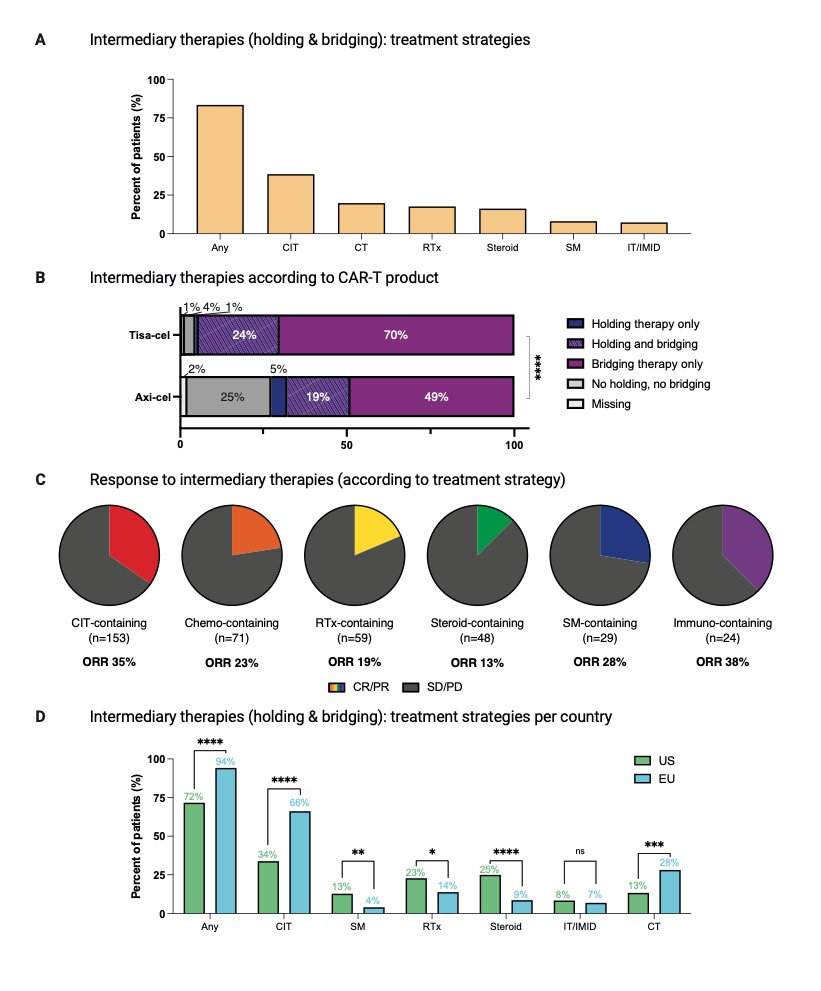 A Intermediary therapies (holding & bridging): treatment strategies
Percent of patients (%)
100
75
50
25
0
Any CIT CT RTx Steroid SM IT/IMID
B Intermediary therapies according to CAR-T product
1% 4% 1%
Tisa-cel 24% 70%
2% 5%
Axi-cel 25% 19% 49%
0 50 100
****
Holding therapy only
Holding and bridging
Bridging therapy only
No holding, no bridging
Missing
C Response to intermediary therapies (according to treatment strategy)
CIT-containing Chemo-containing RTx-containing Steroid-containing SM-containing Immuno-containing
(n=153) (n=71) (n=59) (n=48) (n=29) (n=24)
ORR 35% ORR 23% ORR 19% ORR 13% ORR 28% ORR 38%
CR/PR SD/PD
D Intermediary therapies (holding & bridging): treatment strategies per country
Percent of patients (%)
100
75
50
25
0
**** **** ** * **** ns ***
72% 94% 34% 66% 13% 4% 23% 14% 25% 9% 8% 7% 13% 28%
Any CIT SM RTx Steroid IT/IMID CT
US
EU